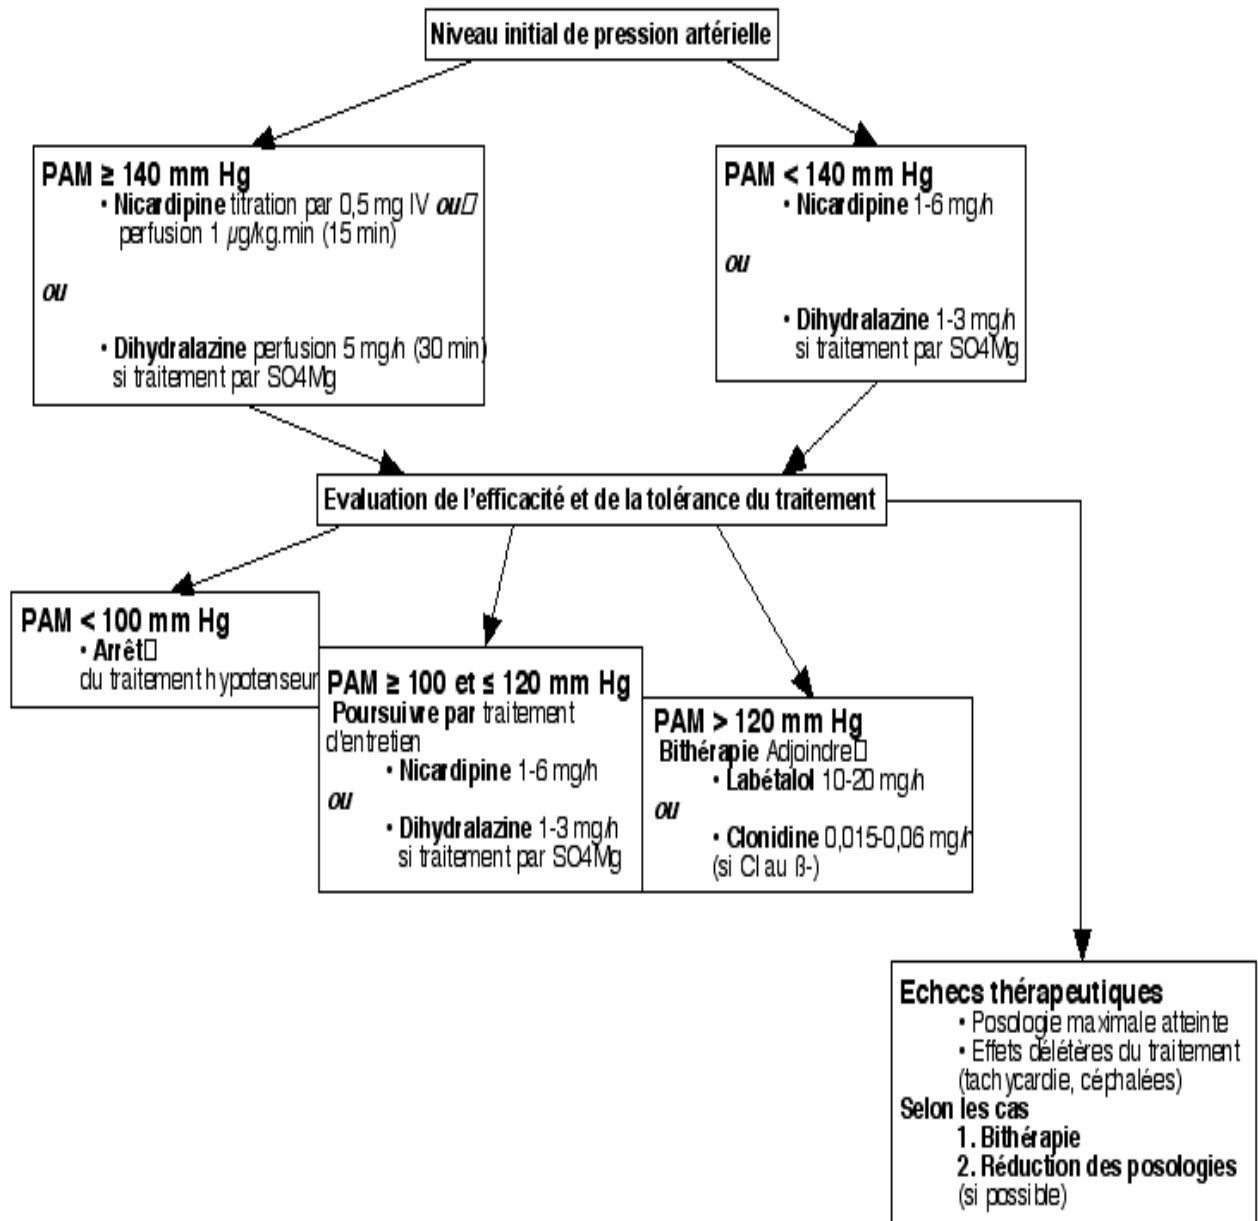 Niveau initial de pression artérielle
PAM ≥ 140 mm Hg
• Nicardipine titration par 0,5 mg IV ou
perfusion 1 µg/kg.min (15 min)
ou
• Dihydralazine perfusion 5 mg/h (30 min)
si traitement par SO4Mg
PAM < 140 mm Hg
• Nicardipine 1-6 mg/h
ou
• Dihydralazine 1-3 mg/h
si traitement par SO4Mg
Evaluation de l'efficacité et de la tolérance du traitement
PAM < 100 mm Hg
• Arrêt
du traitement hypotenseur
PAM ≥ 100 et ≤ 120 mm Hg
Poursuivre par traitement
d'entretien
• Nicardipine 1-6 mg/h
ou
• Dihydralazine 1-3 mg/h
si traitement par SO4Mg
PAM > 120 mm Hg
Bithérapie Adjoindre
• Labétalol 10-20 mg/h
ou
• Clonidine 0,015-0,06 mg/h
(si CI au ß-)
Echecs thérapeutiques
• Posologie maximale atteinte
• Effets délétères du traitement
(tachycardie, céphalées)
Selon les cas
1. Bithérapie
2. Réduction des posologies
(si possible)